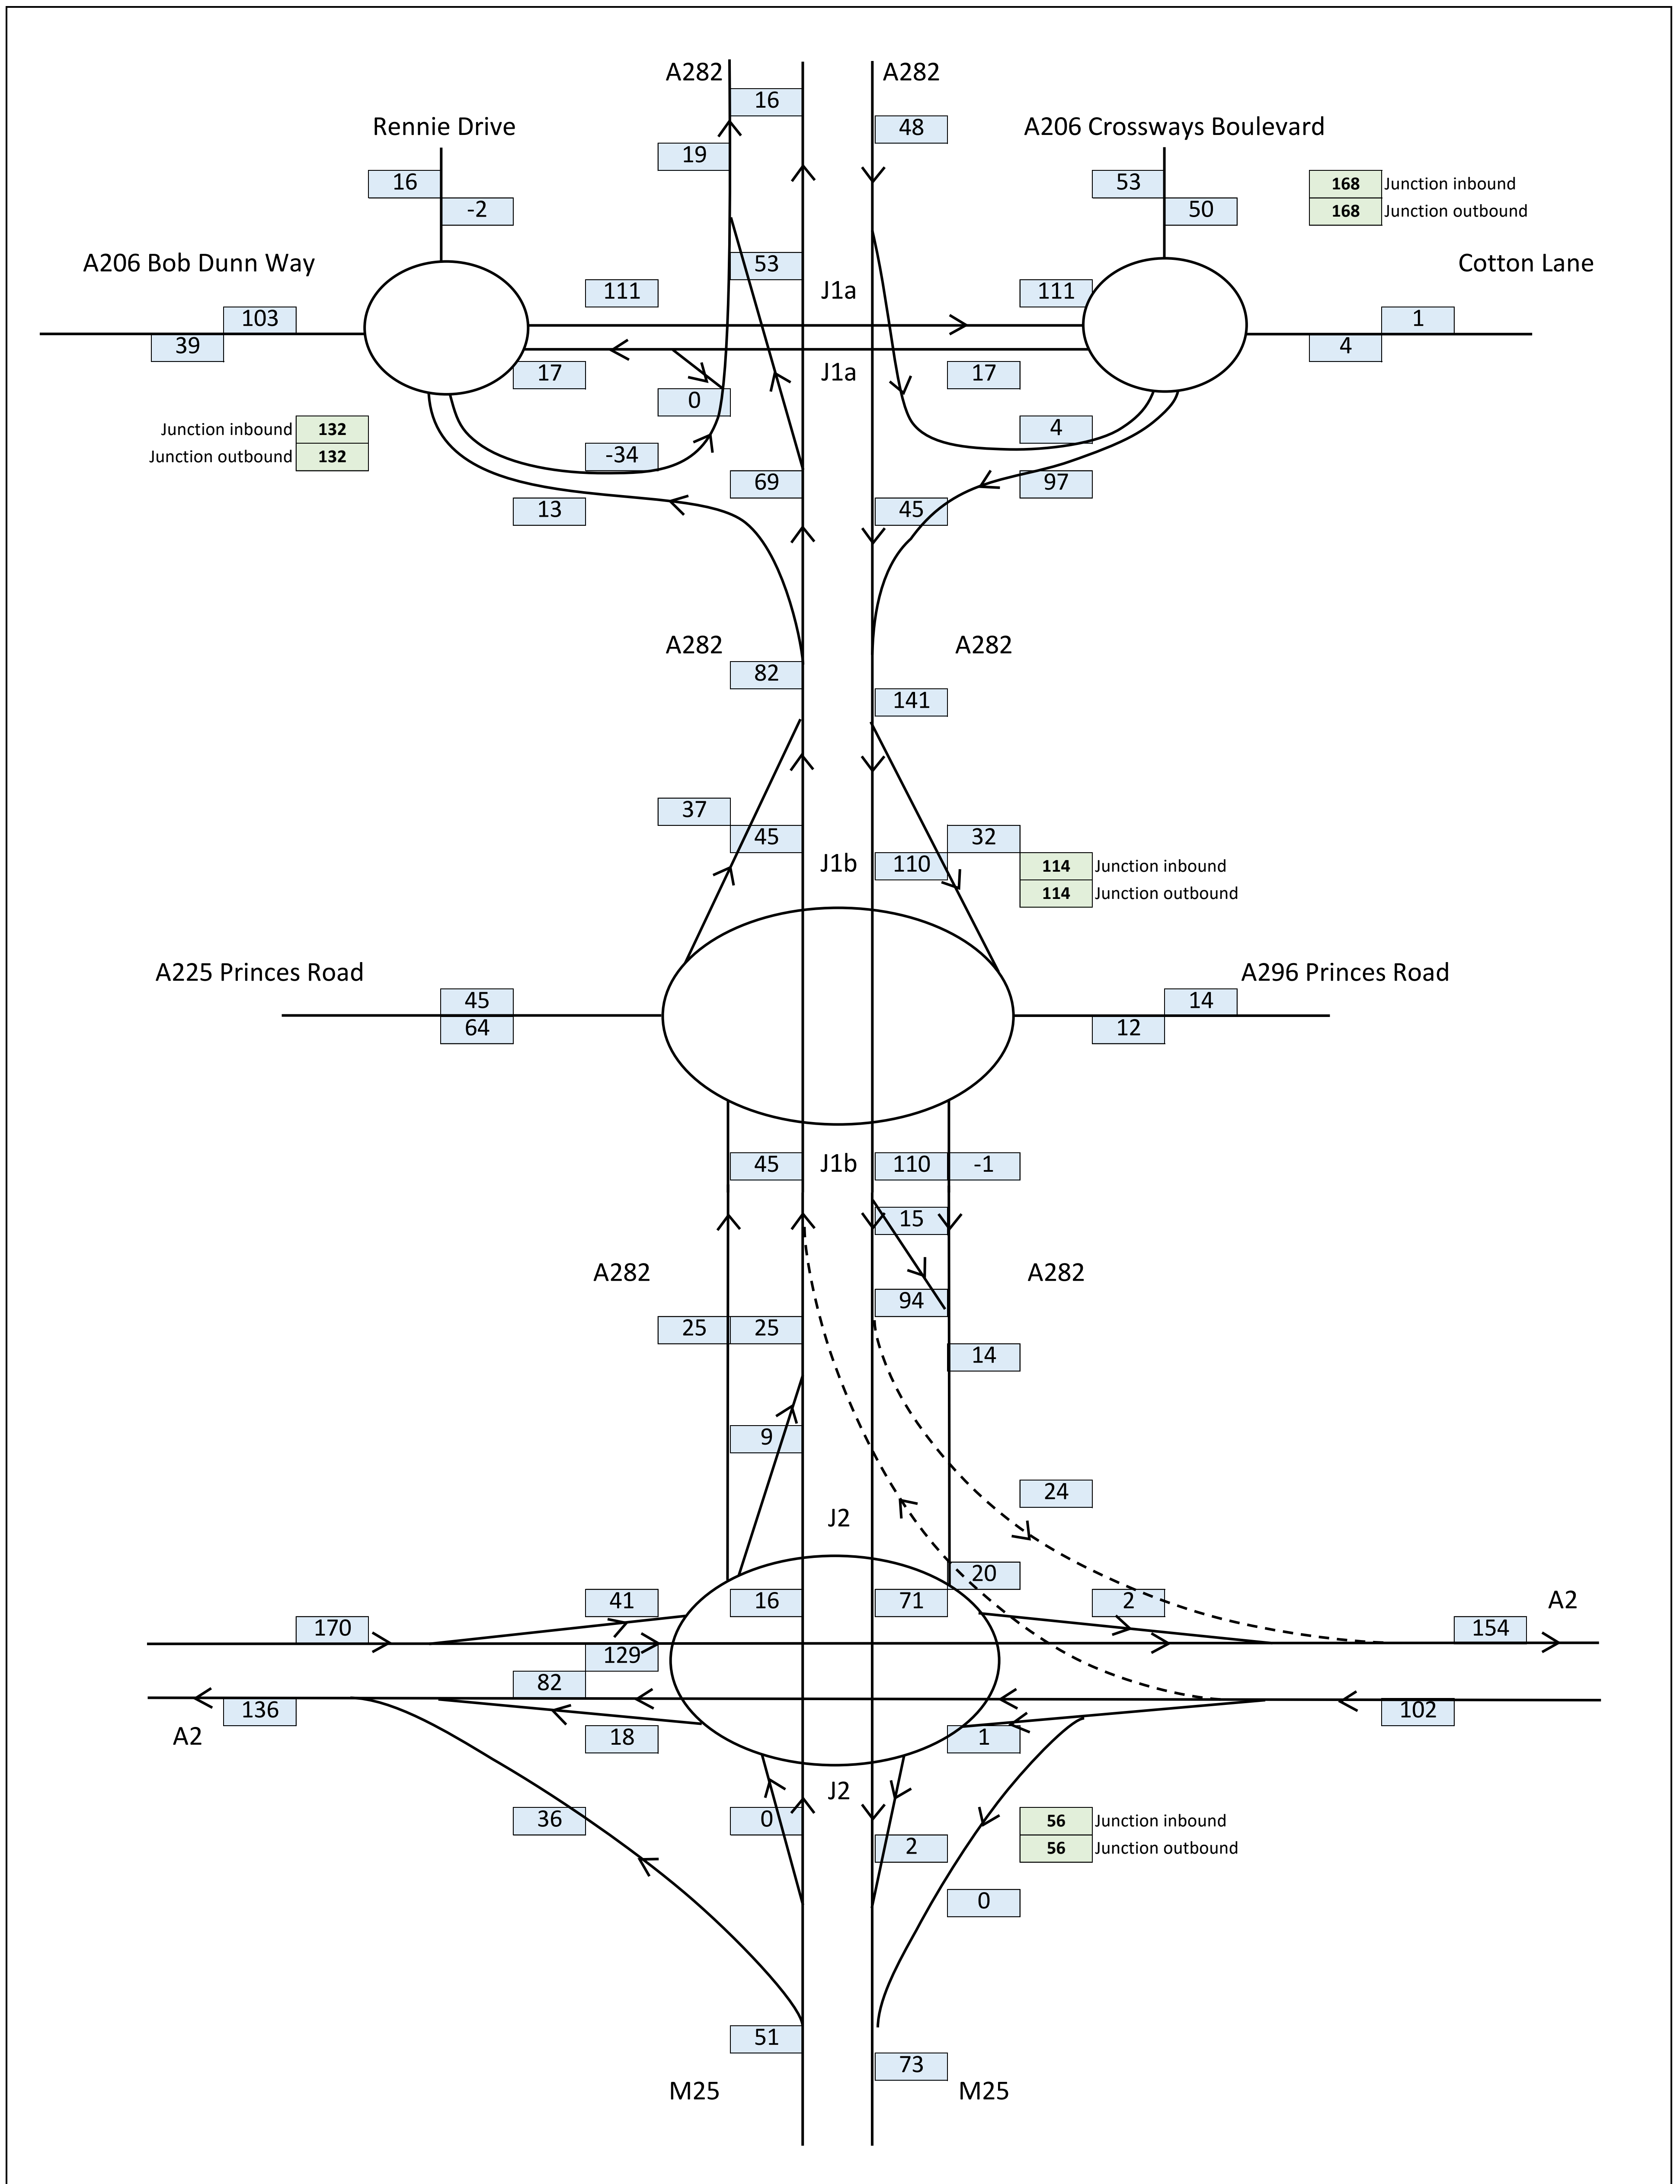 A282 A282
16
48
Rennie Drive A206 Crossways Boulevard
19
16 53 168 Junction inbound
-2 50 168 Junction outbound
A206 Bob Dunn Way 53 Cotton Lane
111 J1a 111
103 1
39 4
17 J1a 17
0
Junction inbound 132 4
Junction outbound 132 -34
69 97
13 45
A282 A282
82
141
37
45 32
J1b 110 114 Junction inbound
114 Junction outbound
A225 Princes Road A296 Princes Road
45 14
64 12
45 J1b 110 -1
15
A282 A282
94
25 25
14
9
24
J2
20
41 16 71 2 A2
170 154
129
82
136 102
A2 18 1
J2
36 0 56 Junction inbound
2 56 Junction outbound
0
51
73
M25 M25